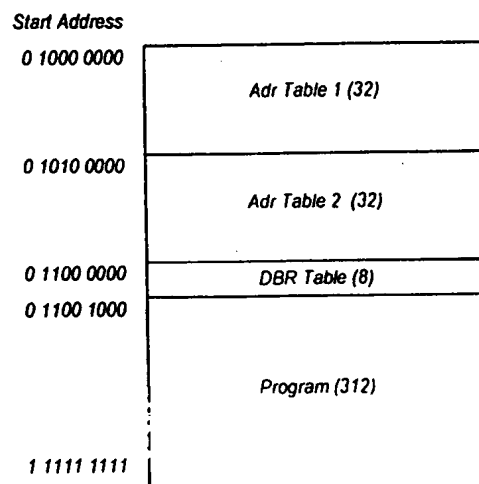 Start Address
0 1000 0000
Adr Table 1 (32)
0 1010 0000
Adr Table 2 (32)
0 1100 0000
DBR Table (8)
0 1100 1000
Program (312)
1 1111 1111